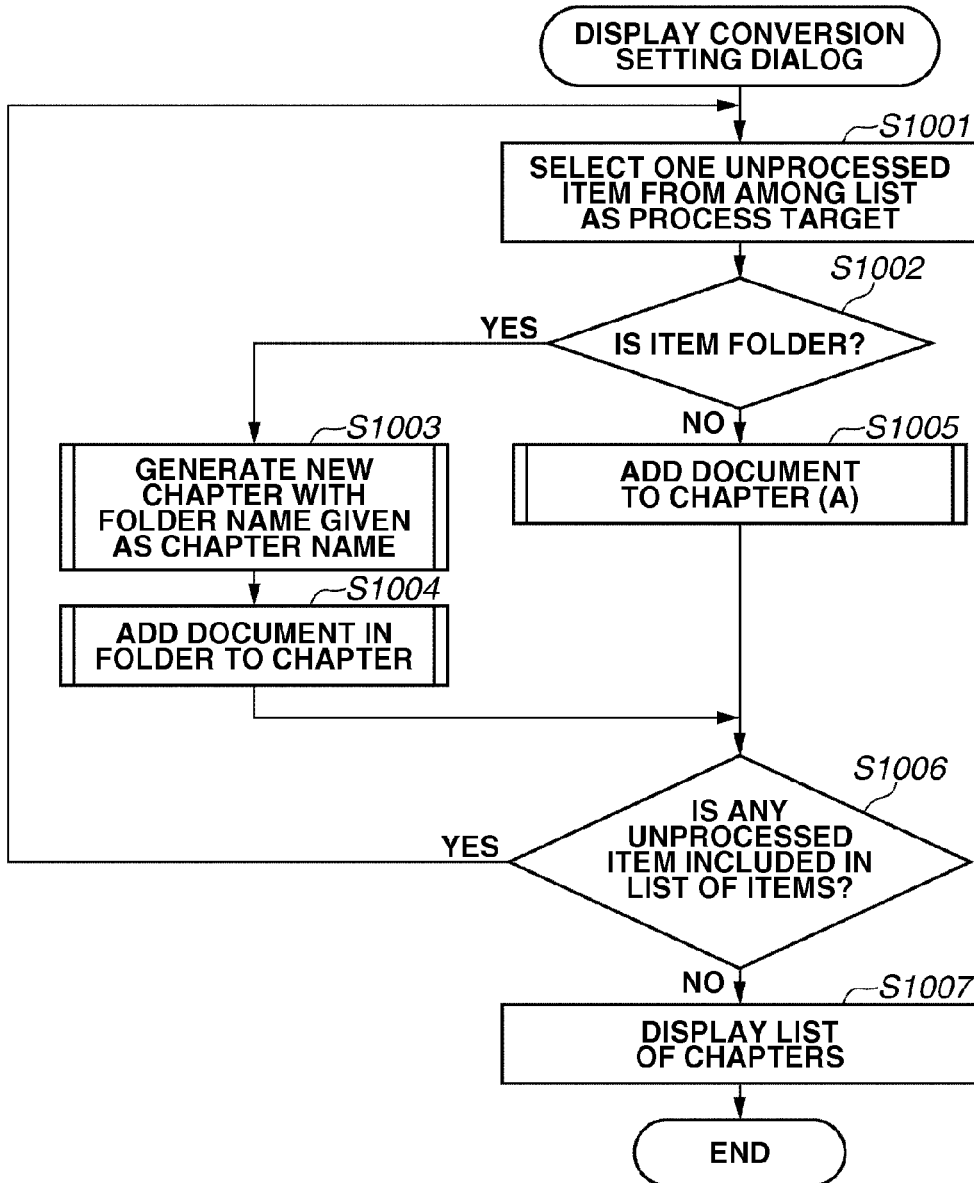 DISPLAY CONVERSION
SETTING DIALOG
S1001
SELECT ONE UNPROCESSED
ITEM FROM AMONG LIST
AS PROCESS TARGET
S1002
YES
IS ITEM FOLDER?
NO
S1003
GENERATE NEW
CHAPTER WITH
FOLDER NAME GIVEN
AS CHAPTER NAME
S1005
ADD DOCUMENT
TO CHAPTER (A)
S1004
ADD DOCUMENT IN
FOLDER TO CHAPTER
S1006
YES
IS ANY
UNPROCESSED
ITEM INCLUDED IN
LIST OF ITEMS?
NO
S1007
DISPLAY LIST
OF CHAPTERS
END